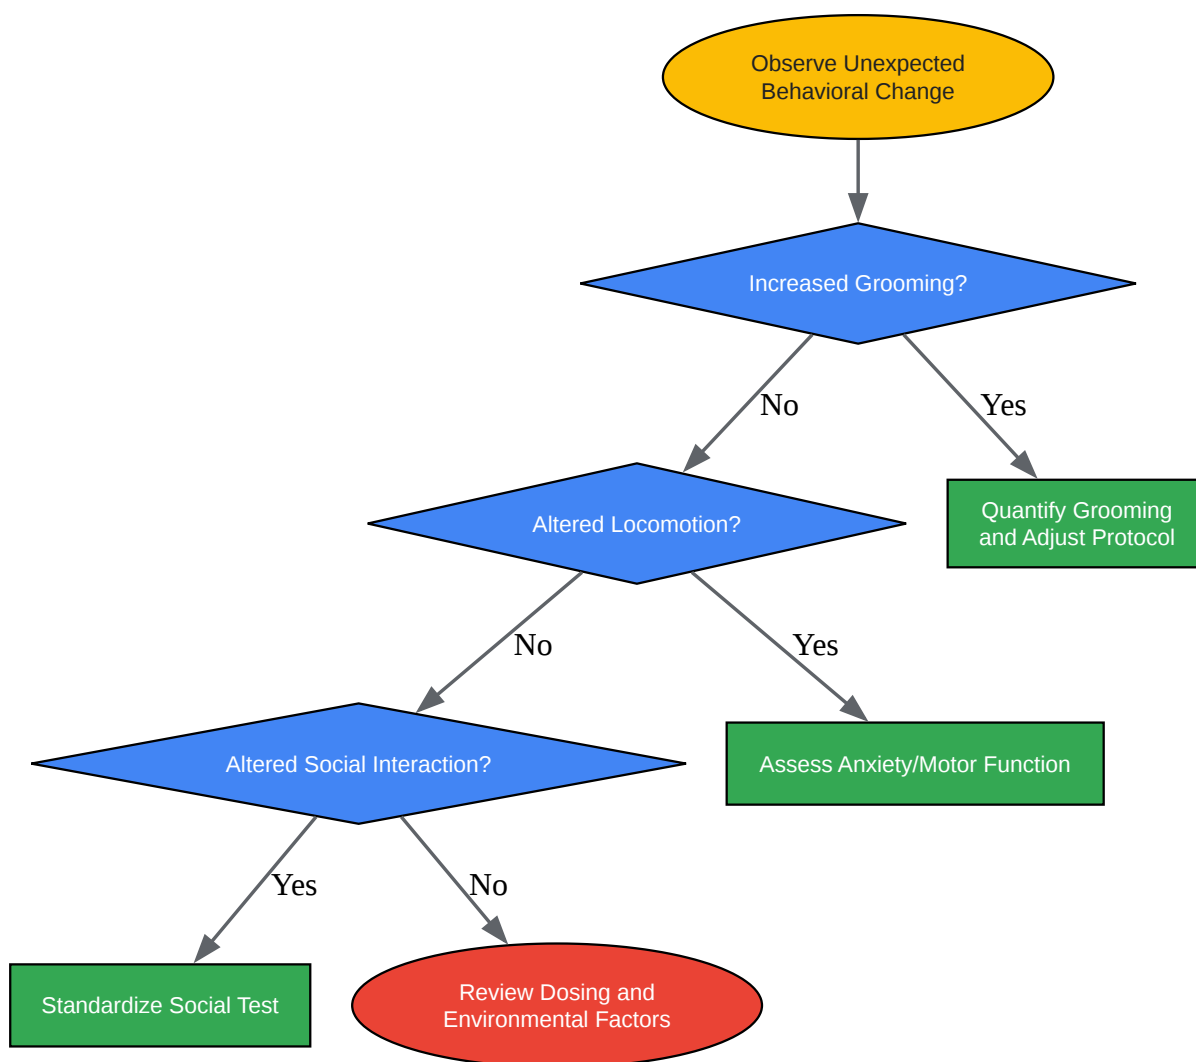 Observe Unexpected
Behavioral Change
Increased Grooming?
No
Yes
Quantify Grooming
and Adjust Protocol
Altered Locomotion?
No
Yes
Altered Social Interaction?
Assess Anxiety/Motor Function
Yes
No
Standardize Social Test
Review Dosing and
Environmental Factors